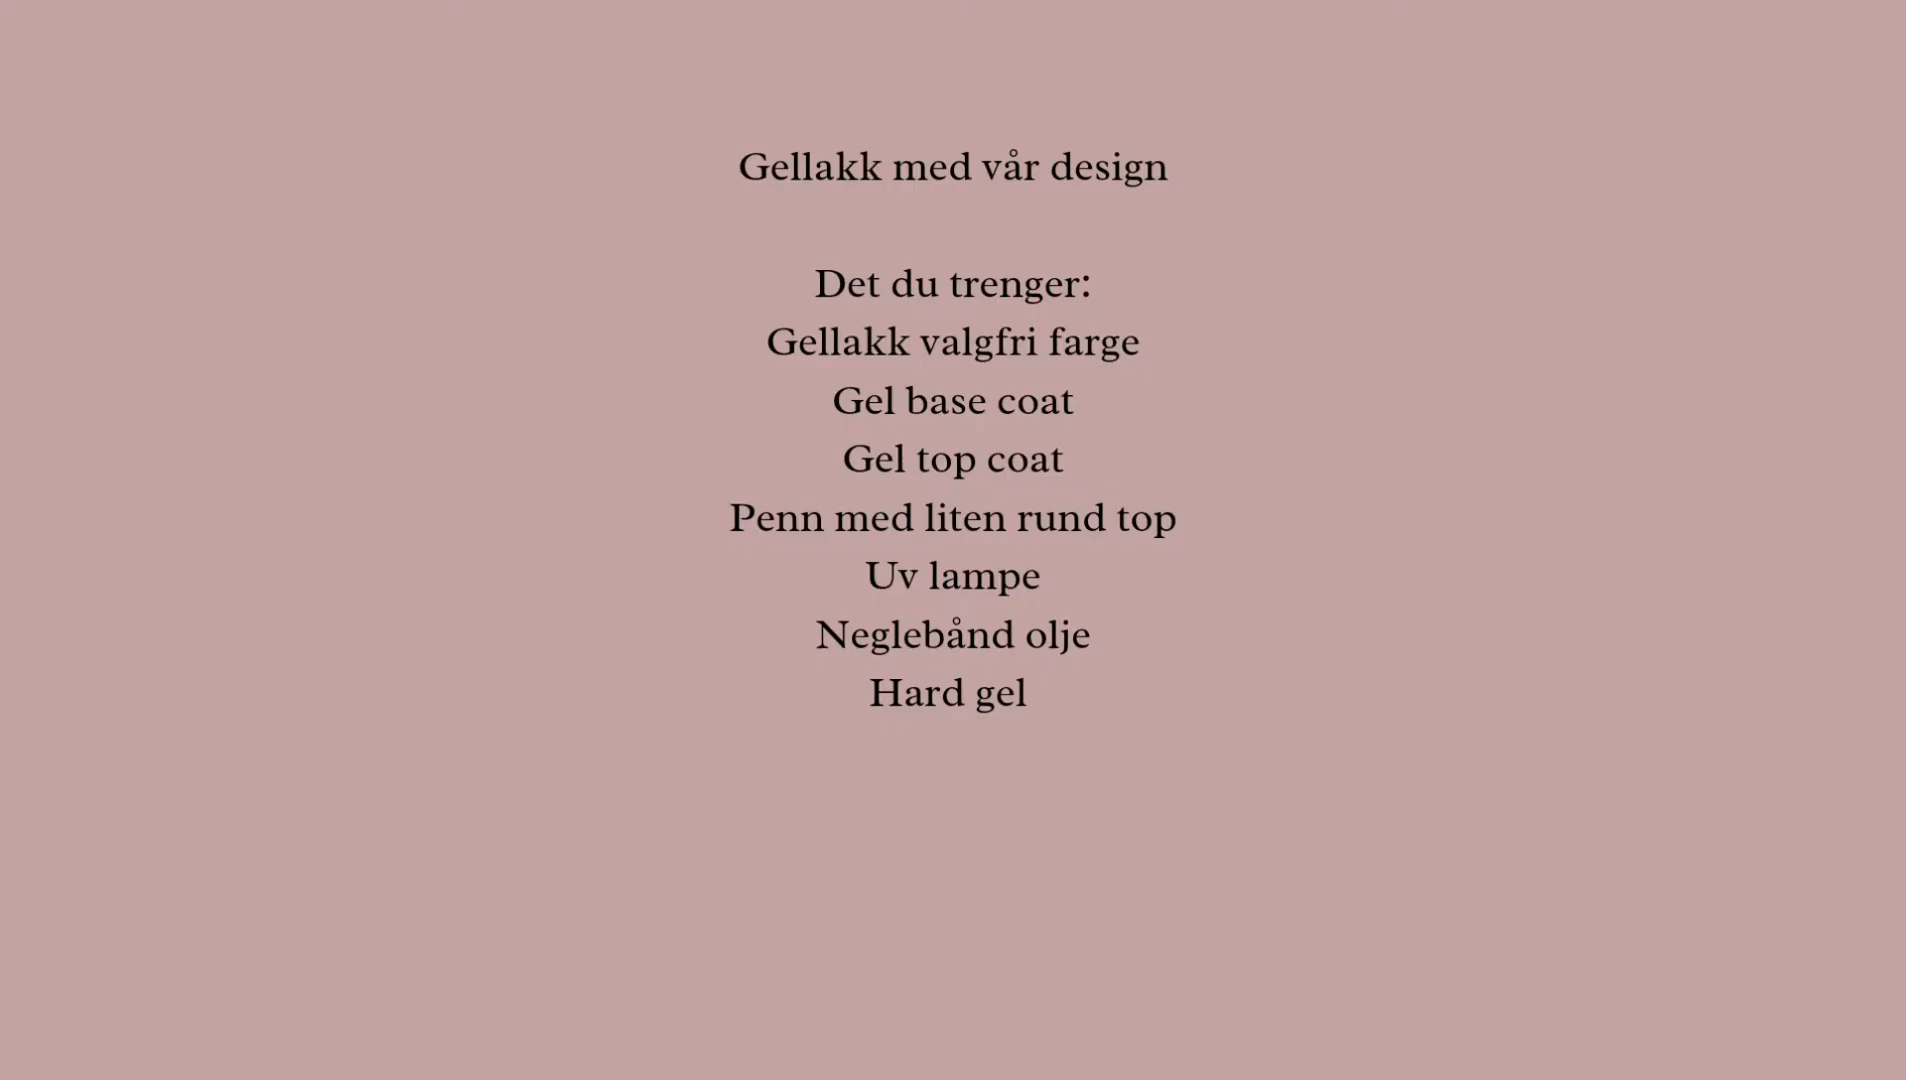 Gellakk med vår design
Det du trenger:
Gellakk valgfri farge
Gel base coat
Gel top coat
Penn med liten rund top
Uv lampe
Neglebånd olje
Hard gel